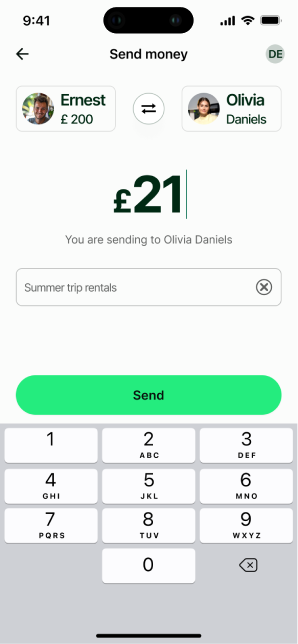 9:41
Send money
DE
Ernest
£ 200
Olivia
Daniels
£21
You are sending to Olivia Daniels
Summer trip rentals
Send
1
2
ABC
3
DEF
4
GHI
5
JKL
6
MNO
7
PQRS
8
TUV
9
WXYZ
0